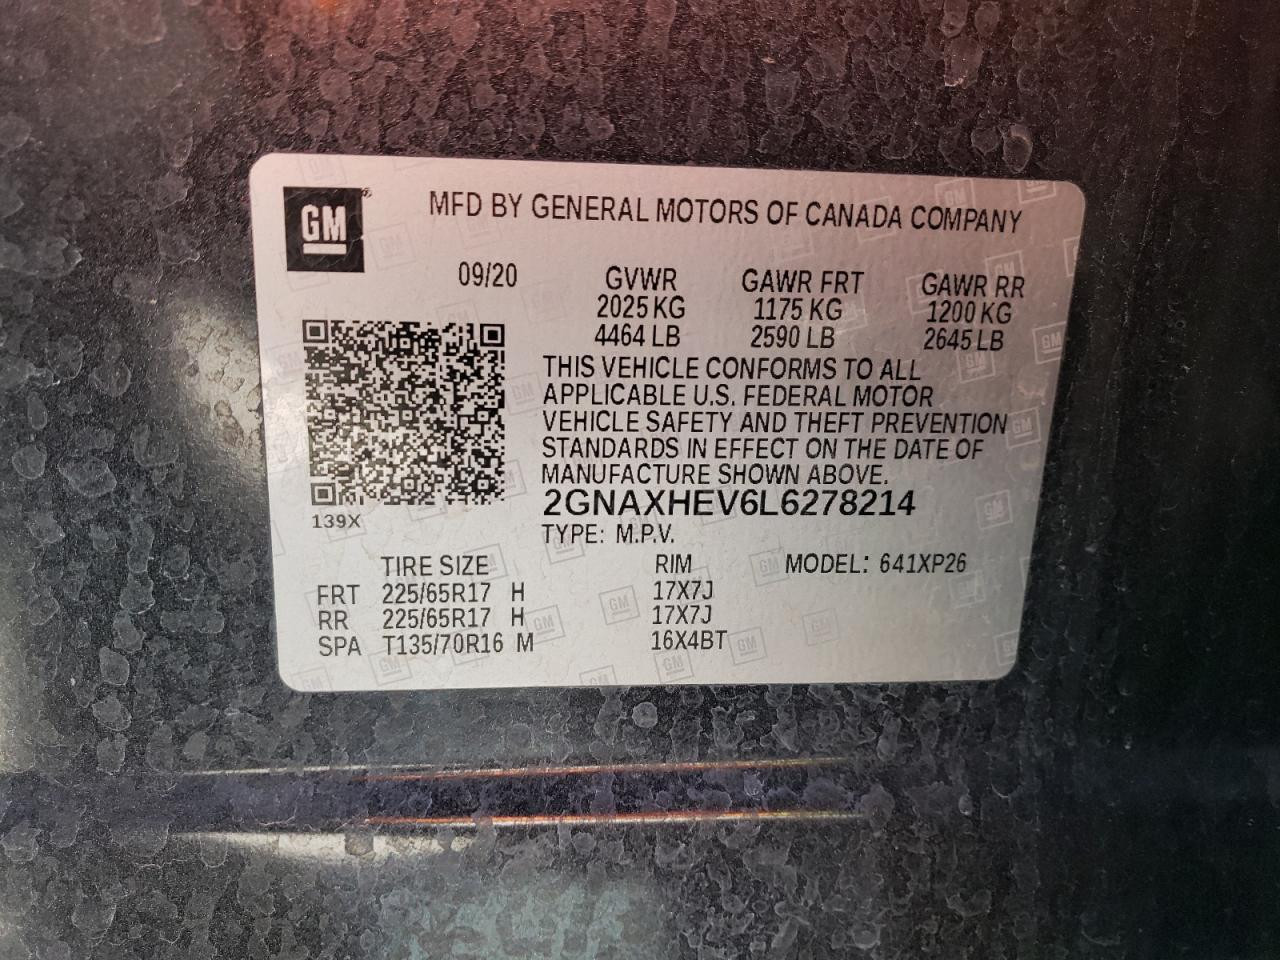 GM
MFD BY GENERAL MOTORS OF CANADA COMPANY
09/20 GVWR GAWR FRT GAWR RR
2025 KG 1175 KG 1200 KG
4464 LB 2590 LB 2645 LB
THIS VEHICLE CONFORMS TO ALL
APPLICABLE U.S. FEDERAL MOTOR
VEHICLE SAFETY AND THEFT PREVENTION
STANDARDS IN EFFECT ON THE DATE OF
MANUFACTURE SHOWN ABOVE.
2GNAXHEV6L6278214
139X
TYPE: M.P.V.
TIRE SIZE RIM MODEL: 641XP26
FRT 225/65R17 H 17X7J
RR 225/65R17 H 17X7J
SPA T135/70R16 M 16X4BT